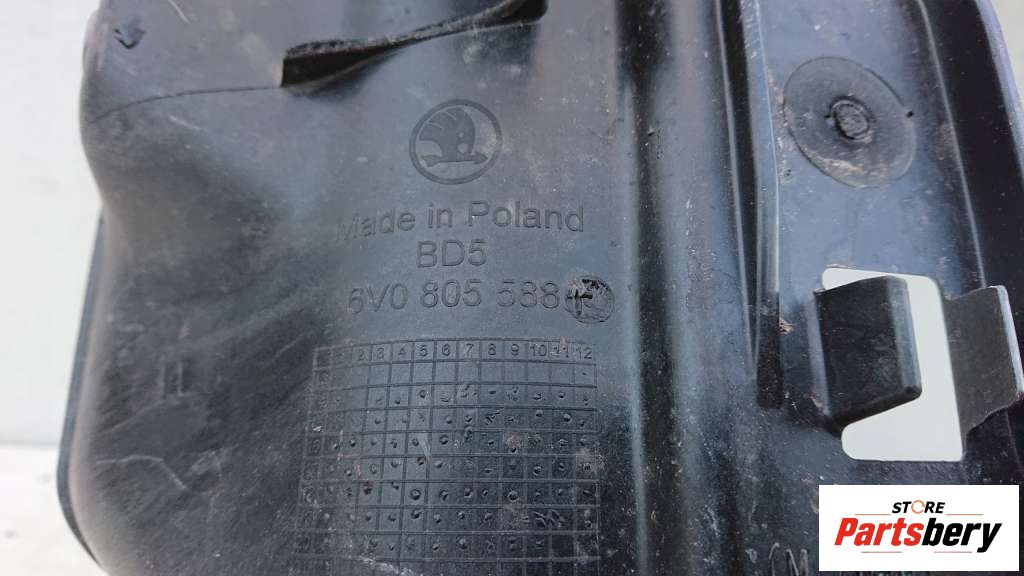 Made in Poland
BD5
6V0 805 588
2 3 4 5 6 7 8 9 10 11 12
STORE
Partsbery